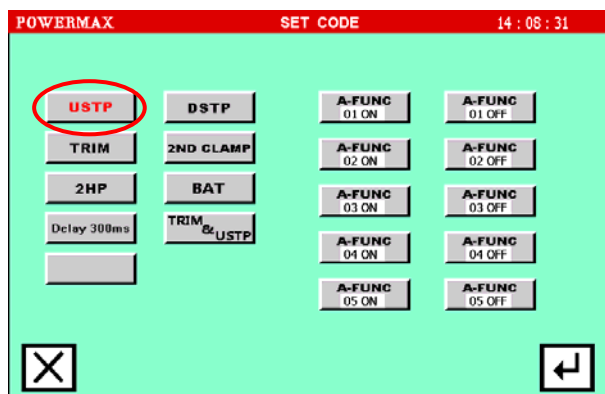 POWERMAX SET CODE 14 : 08 : 31
USTP DSTP A-FUNC 01 ON A-FUNC 01 OFF
TRIM 2ND CLAMP A-FUNC 02 ON A-FUNC 02 OFF
2HP BAT A-FUNC 03 ON A-FUNC 03 OFF
Delay 300ms TRIM & USTP A-FUNC 04 ON A-FUNC 04 OFF
A-FUNC 05 ON A-FUNC 05 OFF